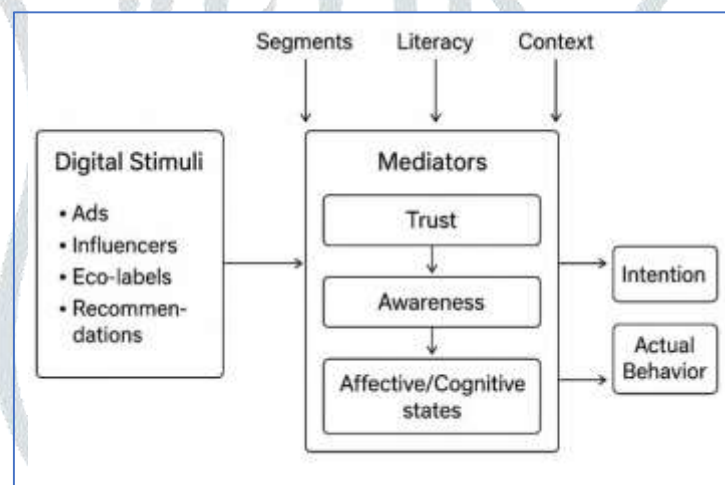 Segments Literacy Context
Digital Stimuli
• Ads
• Influencers
• Eco-labels
• Recommen-
dations
Mediators
Trust
Awareness
Affective/Cognitive
states
Intention
Actual
Behavior